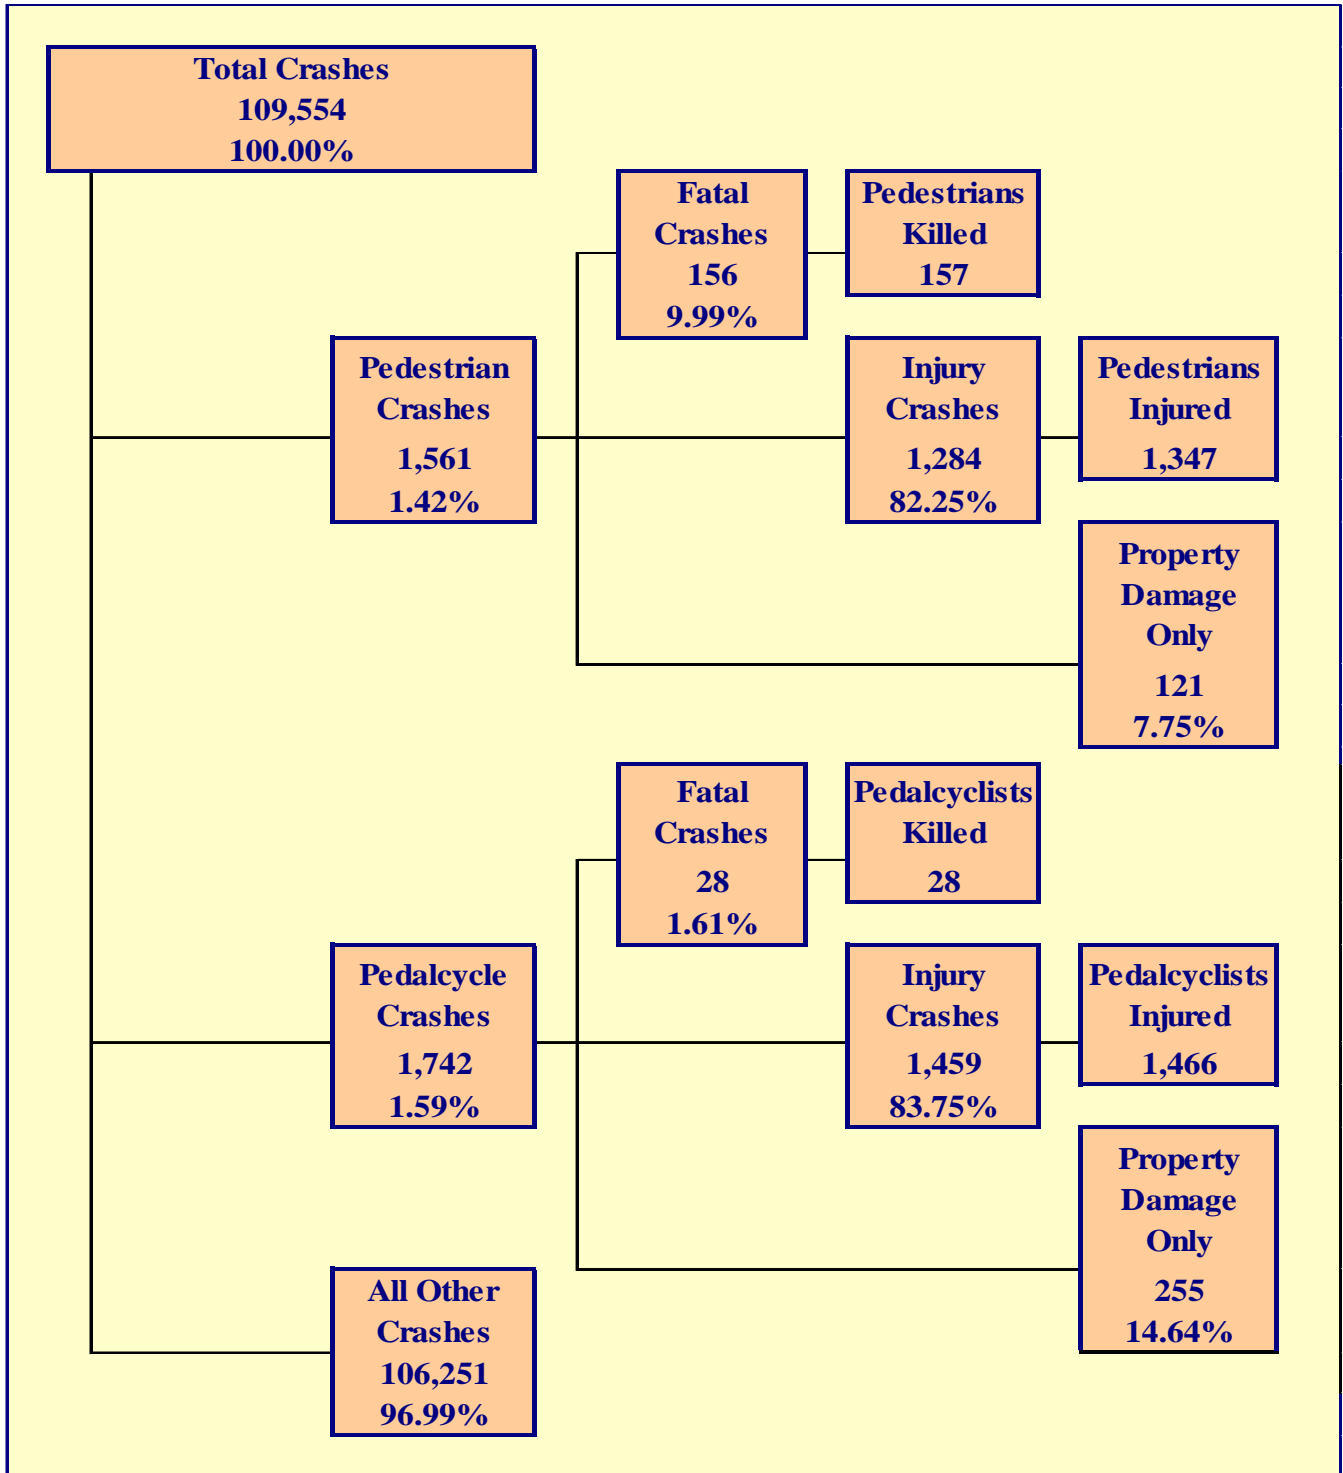 Total Crashes
109,554
100.00%
Fatal
Crashes
156
9.99%
Pedestrians
Killed
157
Pedestrian
Crashes
1,561
1.42%
Injury
Crashes
1,284
82.25%
Pedestrians
Injured
1,347
Property
Damage
Only
121
7.75%
Fatal
Crashes
28
1.61%
Pedalcyclists
Killed
28
Pedalcycle
Crashes
1,742
1.59%
Injury
Crashes
1,459
83.75%
Pedalcyclists
Injured
1,466
Property
Damage
Only
255
14.64%
All Other
Crashes
106,251
96.99%